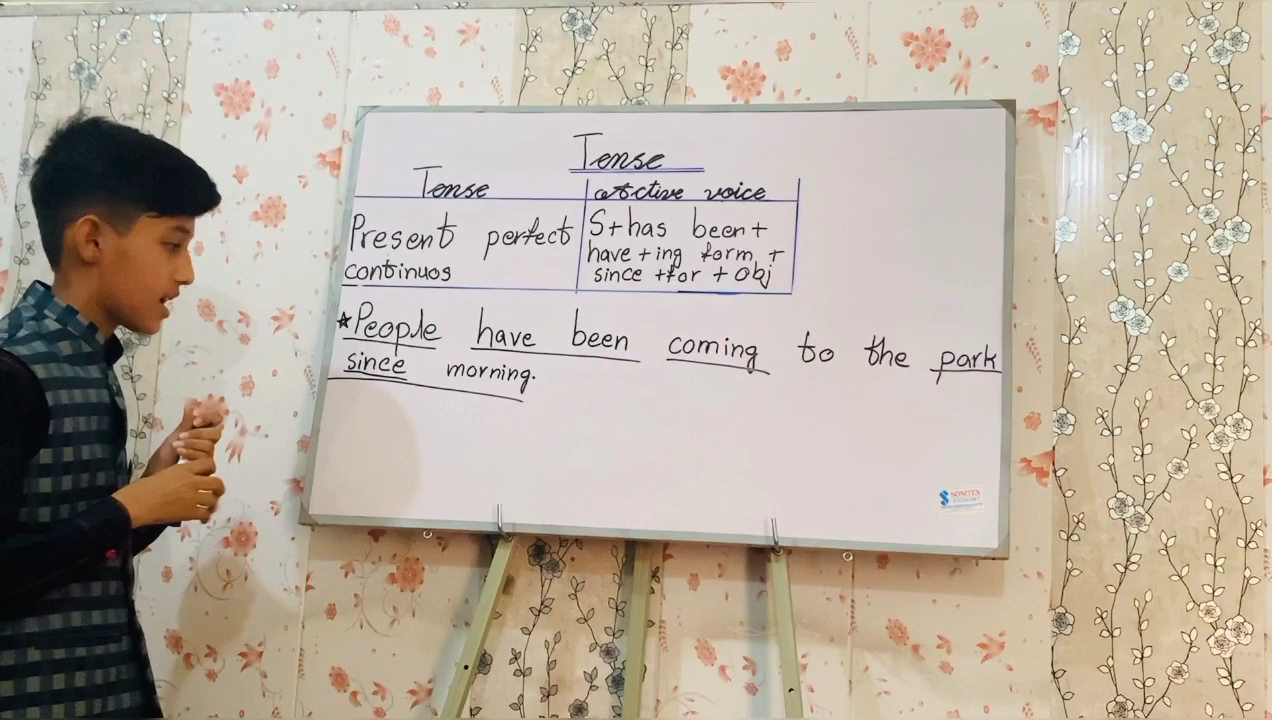 Tense
Tense
Active voice
Present perfect
continuos
S+has been+
have +ing form +
since +for + obj
*People have been coming to the park
since morning.
SONITEX